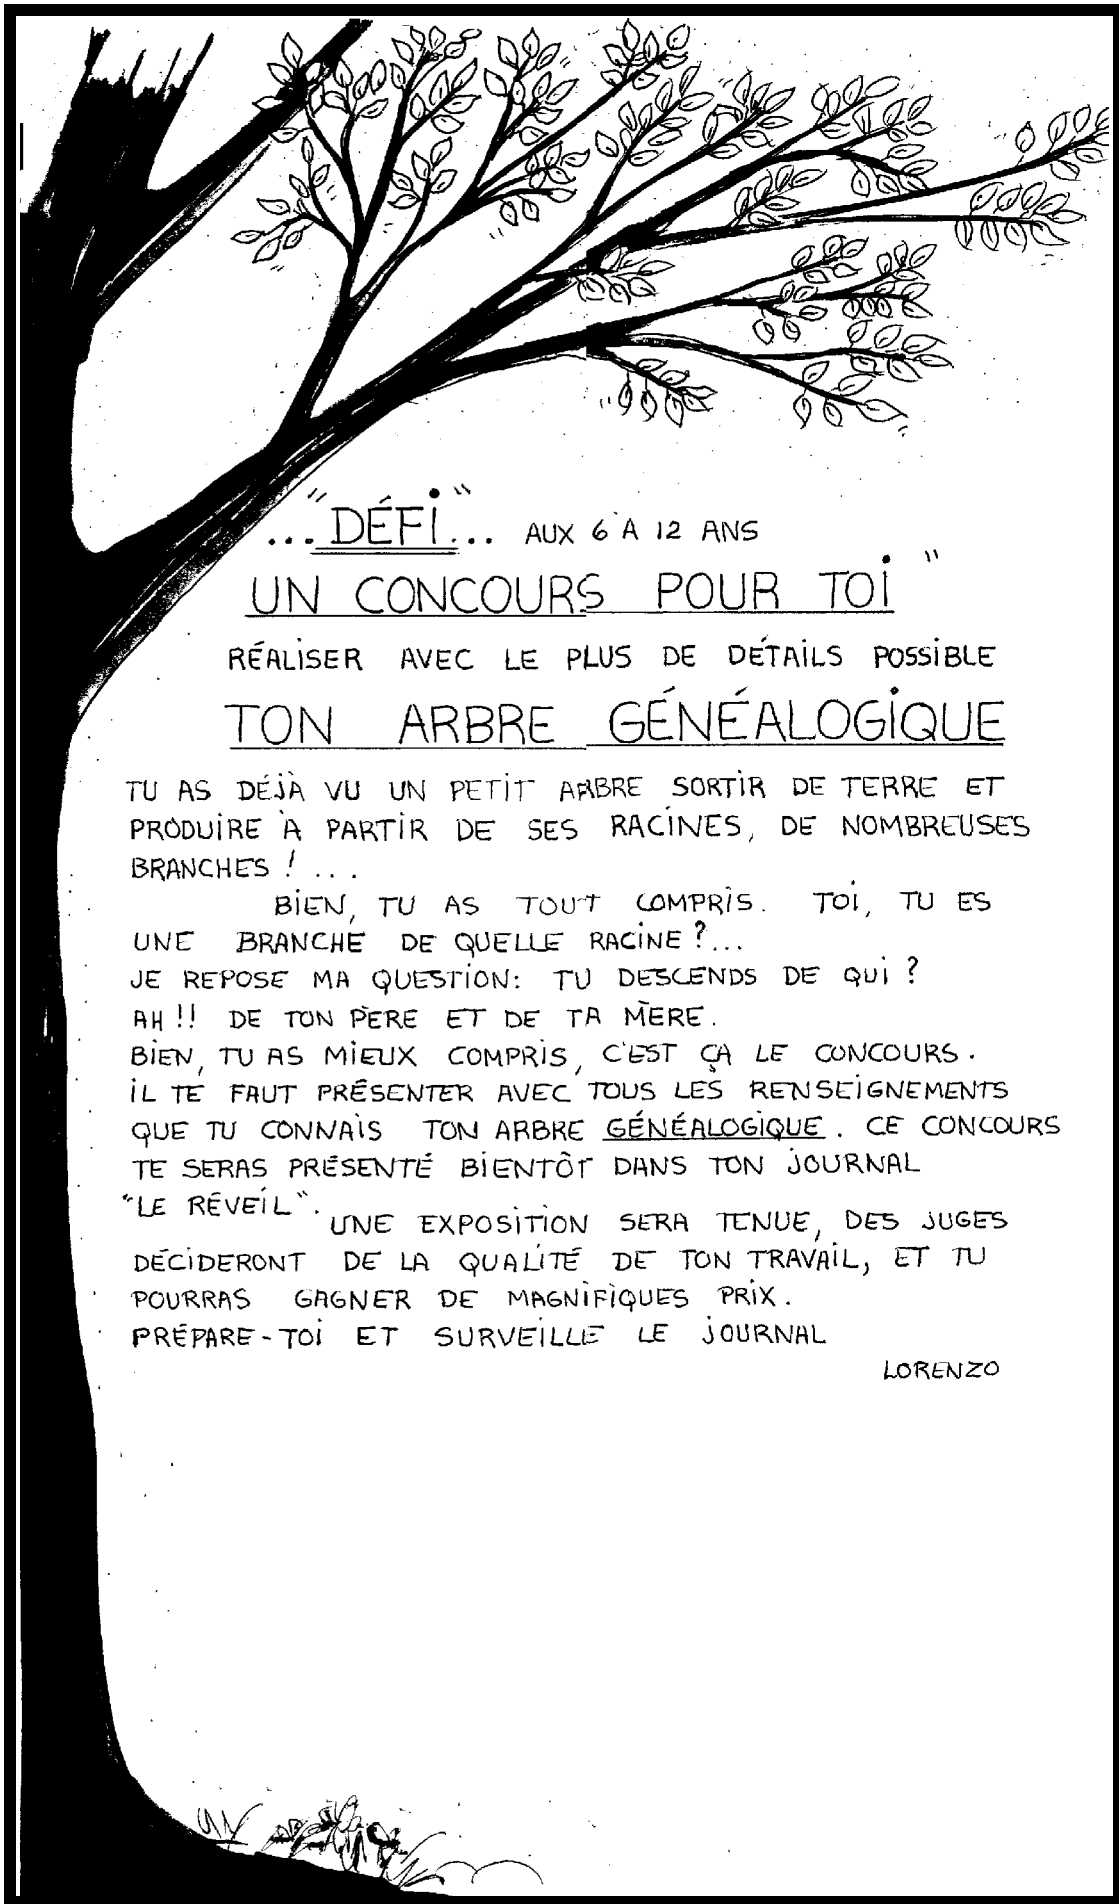 ..."DÉFI"... AUX 6 À 12 ANS
UN CONCOURS POUR TOI "
RÉALISER AVEC LE PLUS DE DÉTAILS POSSIBLE
TON ARBRE GÉNÉALOGIQUE
TU AS DÉJÀ VU UN PETIT ARBRE SORTIR DE TERRE ET
PRODUIRE À PARTIR DE SES RACINES, DE NOMBREUSES
BRANCHES ! ...
BIEN, TU AS TOUT COMPRIS. TOI, TU ES
UNE BRANCHE DE QUELLE RACINE ?...
JE REPOSE MA QUESTION: TU DESCENDS DE QUI ?
AH !! DE TON PÈRE ET DE TA MÈRE.
BIEN, TU AS MIEUX COMPRIS, C'EST ÇA LE CONCOURS.
IL TE FAUT PRÉSENTER AVEC TOUS LES RENSEIGNEMENTS
QUE TU CONNAIS TON ARBRE GÉNÉALOGIQUE. CE CONCOURS
TE SERAS PRÉSENTÉ BIENTÔT DANS TON JOURNAL
"LE RÉVEIL".
UNE EXPOSITION SERA TENUE, DES JUGES
DÉCIDERONT DE LA QUALITÉ DE TON TRAVAIL, ET TU
POURRAS GAGNER DE MAGNIFIQUES PRIX.
PRÉPARE-TOI ET SURVEILLE LE JOURNAL
LORENZO